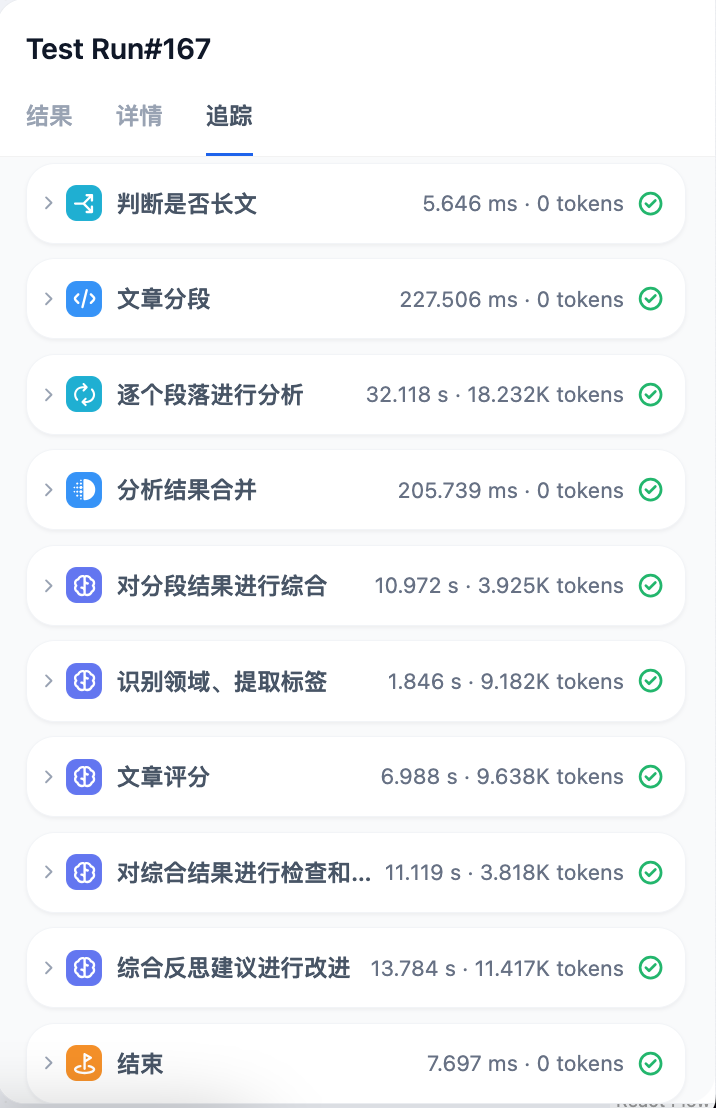 Test Run#167
结果 详情 追踪
判断是否长文 5.646 ms · 0 tokens
文章分段 227.506 ms · 0 tokens
逐个段落进行分析 32.118 s · 18.232K tokens
分析结果合并 205.739 ms · 0 tokens
对分段结果进行综合 10.972 s · 3.925K tokens
识别领域、提取标签 1.846 s · 9.182K tokens
文章评分 6.988 s · 9.638K tokens
对综合结果进行检查和... 11.119 s · 3.818K tokens
综合反思建议进行改进 13.784 s · 11.417K tokens
结束 7.697 ms · 0 tokens